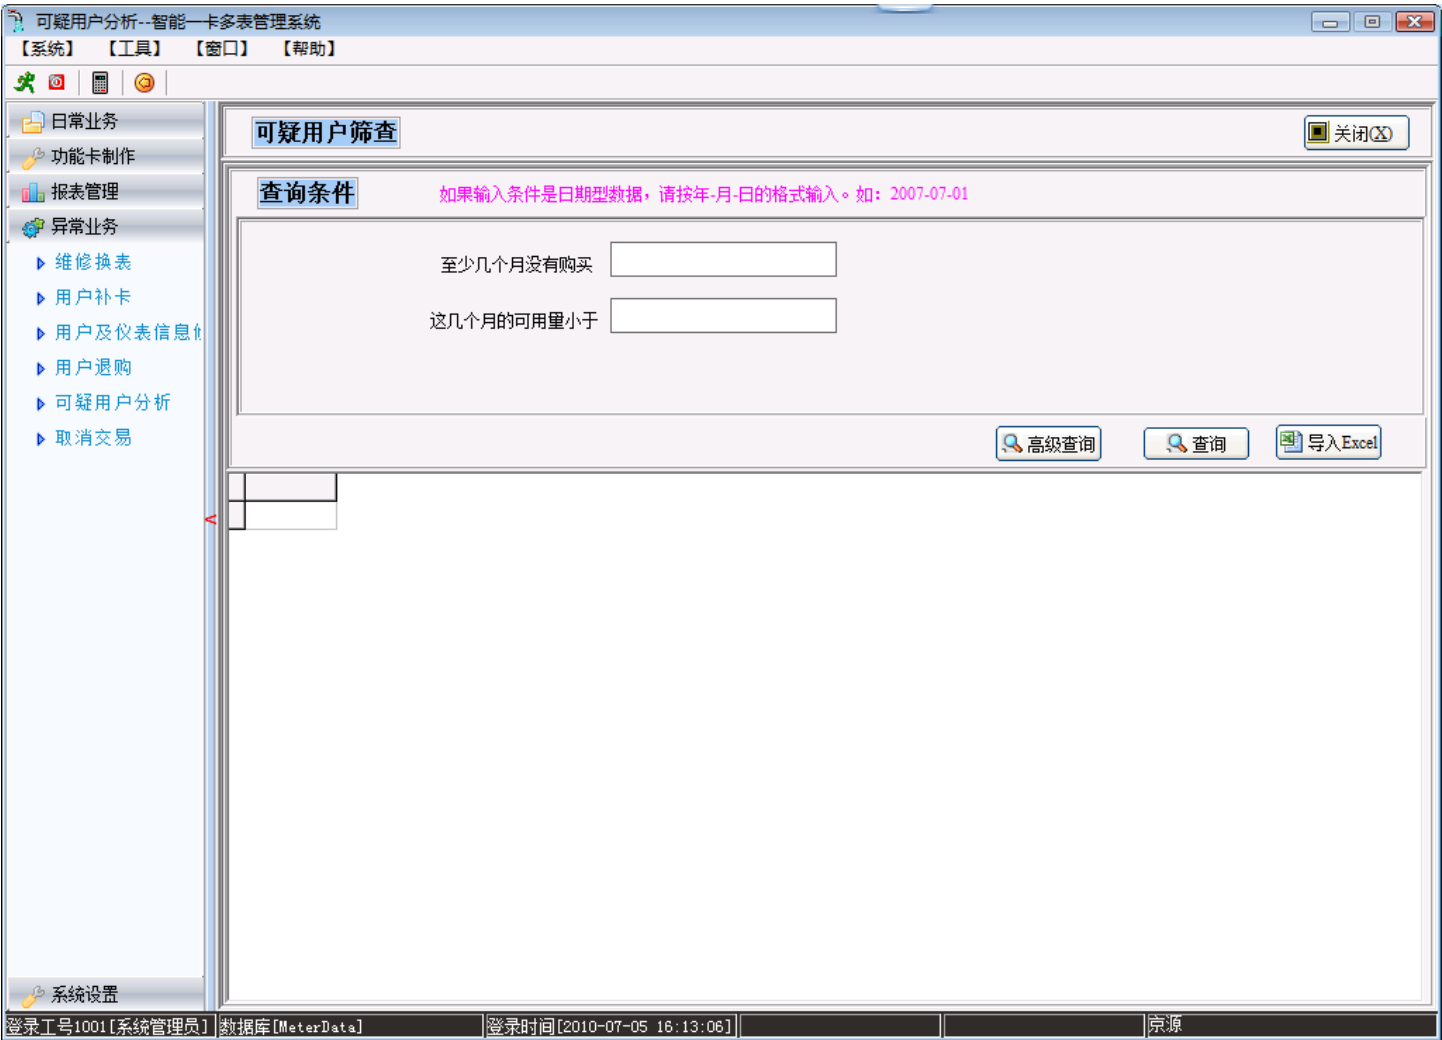 可疑用户分析--智能一卡多表管理系统
【系统】 【工具】 【窗口】 【帮助】
日常业务
功能卡制作
报表管理
异常业务
维修换表
用户补卡
用户及仪表信息
用户退购
可疑用户分析
取消交易
系统设置
可疑用户筛查
关闭(X)
查询条件
如果输入条件是日期型数据，请按年-月-日的格式输入。如：2007-07-01
至少几个月没有购买
这几个月的可用量小于
高级查询 查询 导入Excel
<
登录工号1001[系统管理员] 数据库[MeterData] 登录时间[2010-07-05 16:13:06] 京源